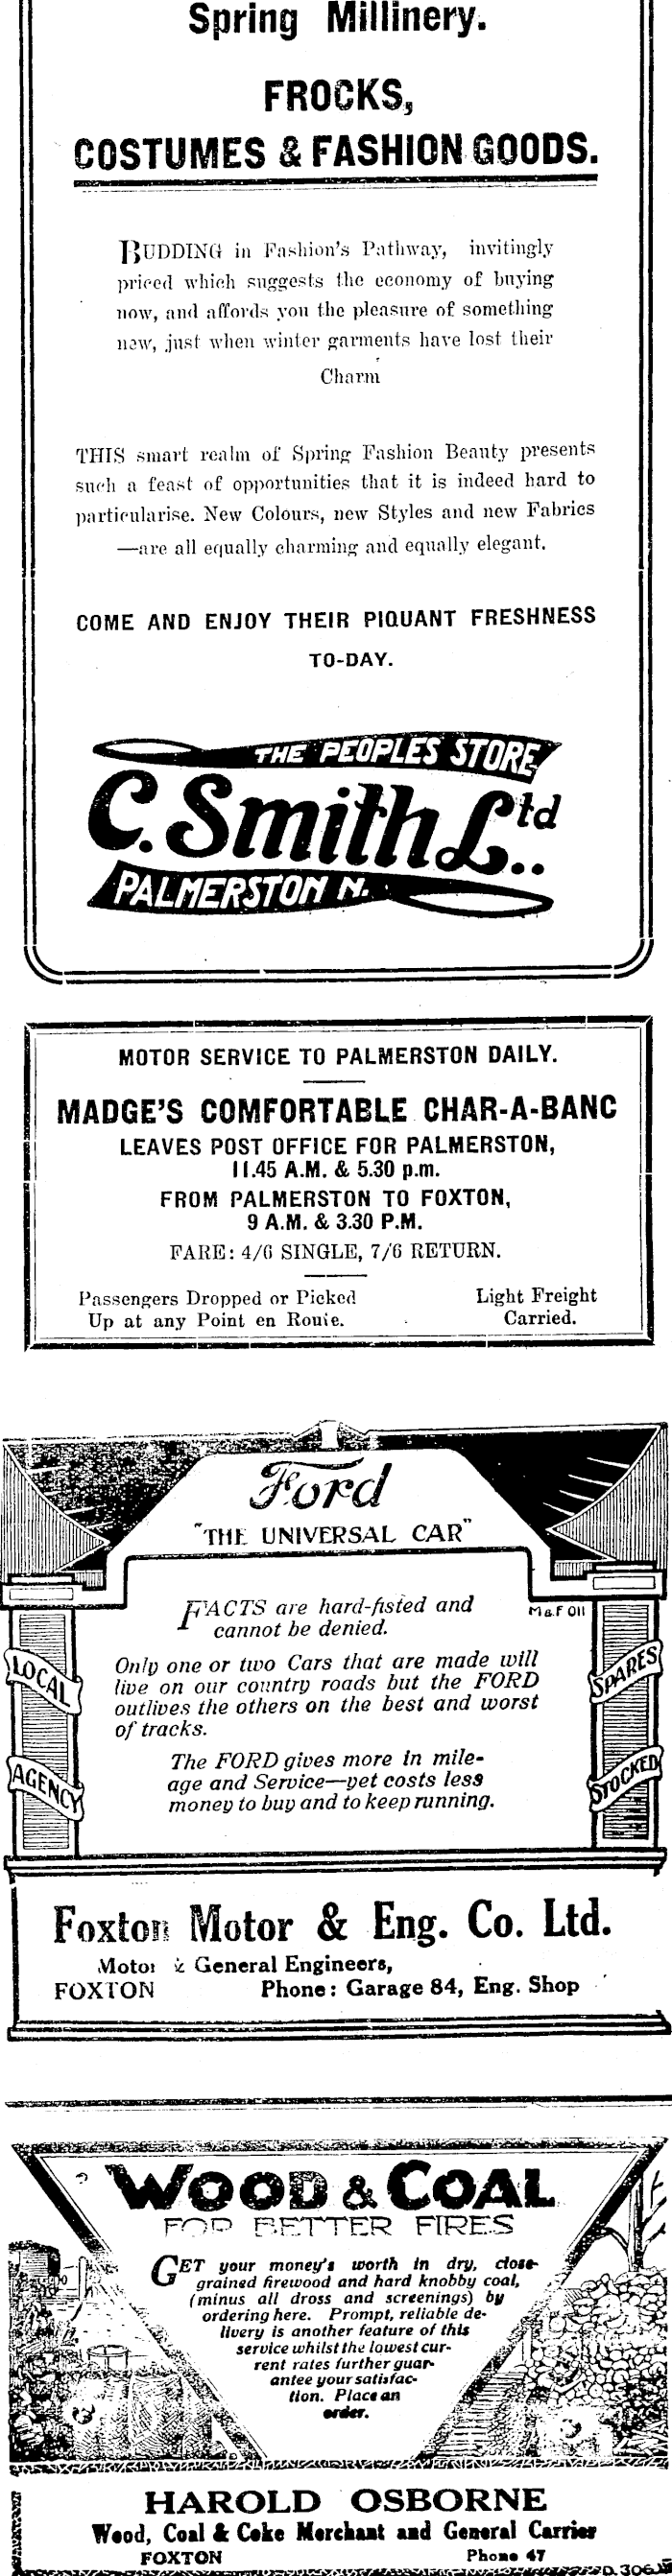 Spring Millinery.
FROCKS,
COSTUMES & FASHION GOODS.
BUDDING in Fashion's Pathway, invitingly
priced which suggests the economy of buying
now, and affords you the pleasure of something
new, just when winter garments have lost their
Charm
THIS smart realm of Spring Fashion Beauty presents
such a feast of opportunities that it is indeed hard to
particularise. New Colours, new Styles and new Fabrics
—are all equally charming and equally elegant.
COME AND ENJOY THEIR PIQUANT FRESHNESS
TO-DAY.
THE PEOPLES STORE
C. Smith Ltd..
PALMERSTON N.
MOTOR SERVICE TO PALMERSTON DAILY.
MADGE'S COMFORTABLE CHAR-A-BANC
LEAVES POST OFFICE FOR PALMERSTON,
11.45 A.M. & 5.30 p.m.
FROM PALMERSTON TO FOXTON,
9 A.M. & 3.30 P.M.
FARE: 4/6 SINGLE, 7/6 RETURN.
Passengers Dropped or Picked
Up at any Point en Route.
Light Freight
Carried.
Ford
"THE UNIVERSAL CAR"
FACTS are hard-fisted and
cannot be denied.
M&F 011
Only one or two Cars that are made will
live on our country roads but the FORD
outlives the others on the best and worst
of tracks.
The FORD gives more in mile-
age and Service—yet costs less
money to buy and to keep running.
LOCAL
AGENCY
SPARES
STOCKED
Foxton Motor & Eng. Co. Ltd.
Motor & General Engineers,
FOXTON Phone: Garage 84, Eng. Shop
WOOD & COAL
FOR BETTER FIRES
GET your money's worth in dry, close-
grained firewood and hard knobby coal,
(minus all dross and screenings) by
ordering here. Prompt, reliable de-
livery is another feature of this
service whilst the lowest cur-
rent rates further guar-
antee your satisfac-
tion. Place an
order.
HAROLD OSBORNE
Wood, Coal & Coke Merchant and General Carrier
FOXTON Phone 47
D.306